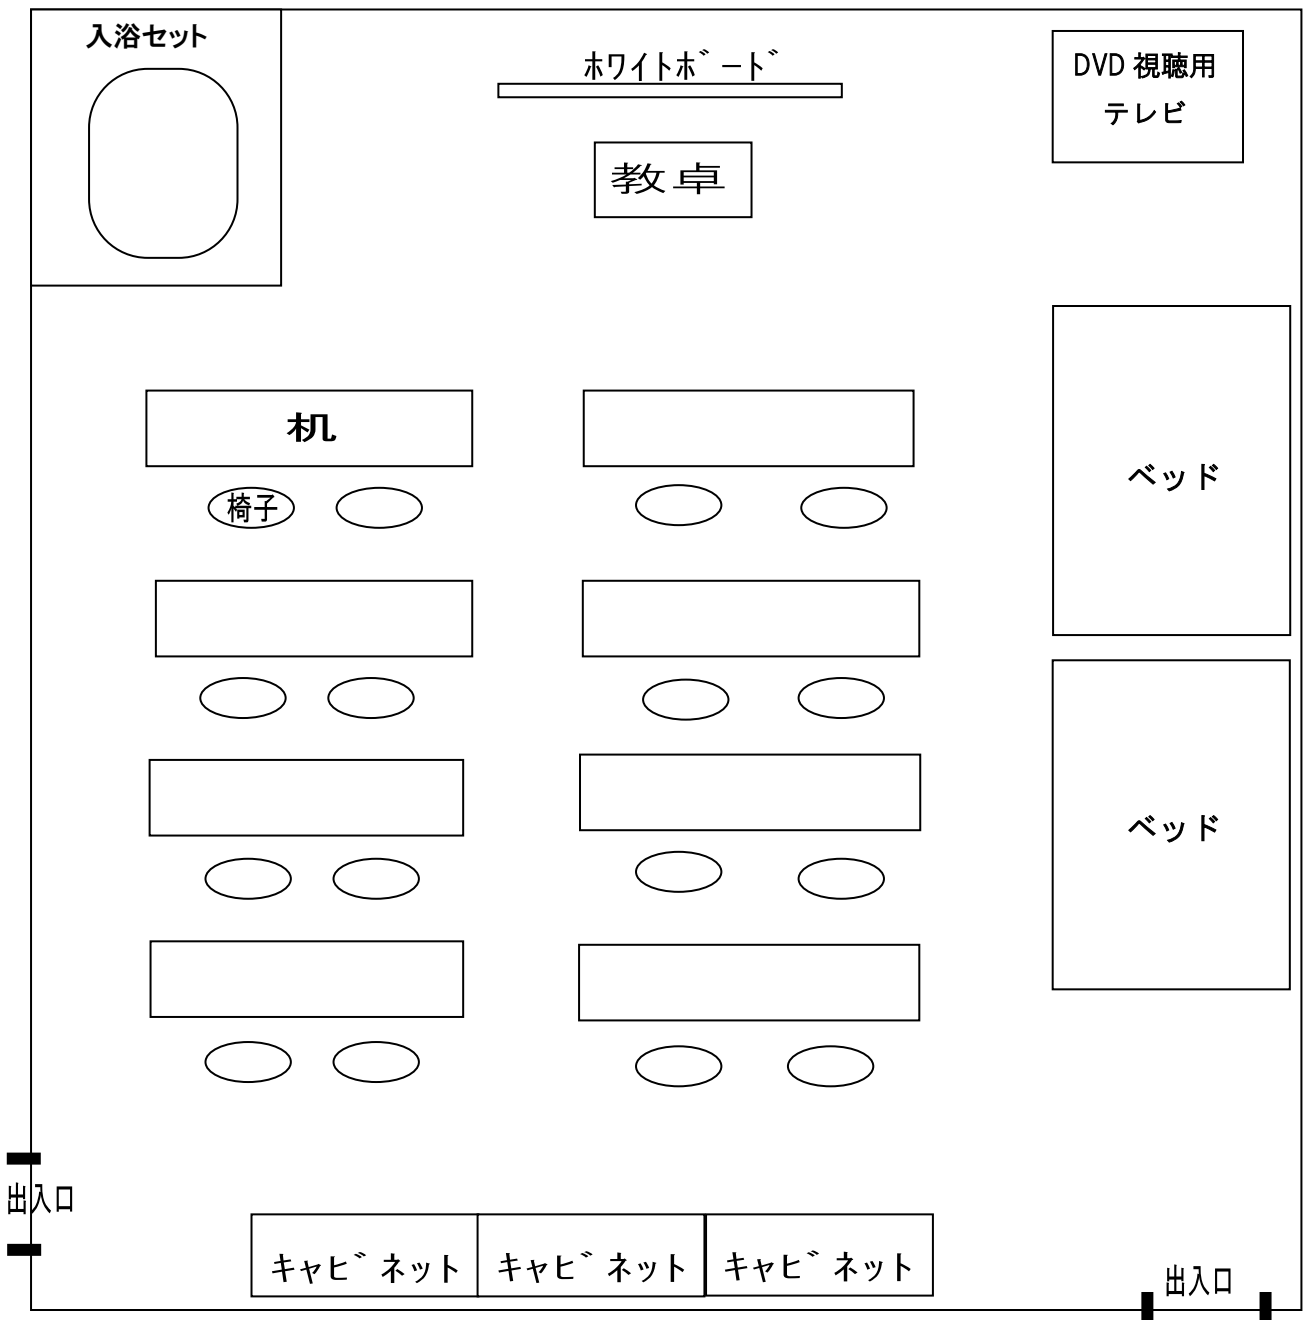 入浴セット
ﾎﾜｲﾄﾎﾞｰﾄﾞ
DVD 視聴用
テレビ
教卓
机
椅子
ベッド
ベッド
出入口
ｷｬﾋﾞﾈｯﾄ
ｷｬﾋﾞﾈｯﾄ
ｷｬﾋﾞﾈｯﾄ
出入口